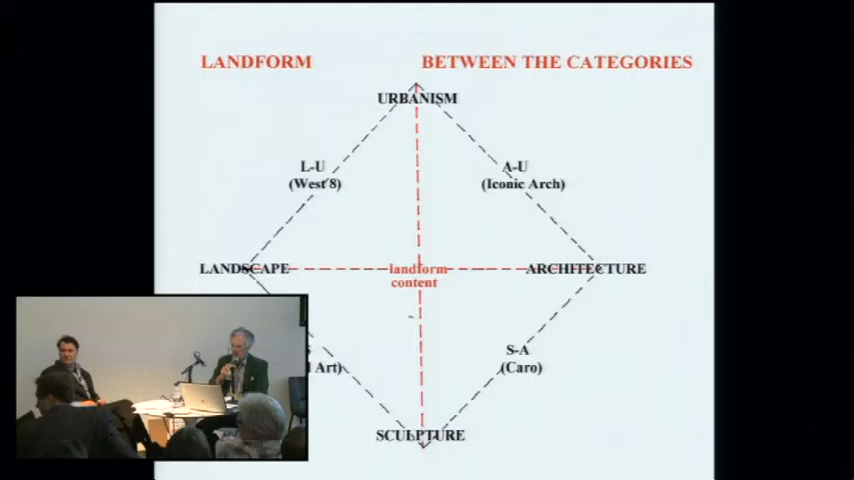 LANDFORM
BETWEEN THE CATEGORIES
URBANISM
L-U
(West 8)
A-U
(Iconic Arch)
LANDSCAPE
landform
content
ARCHITECTURE
Art)
S-A
(Caro)
SCULPTURE